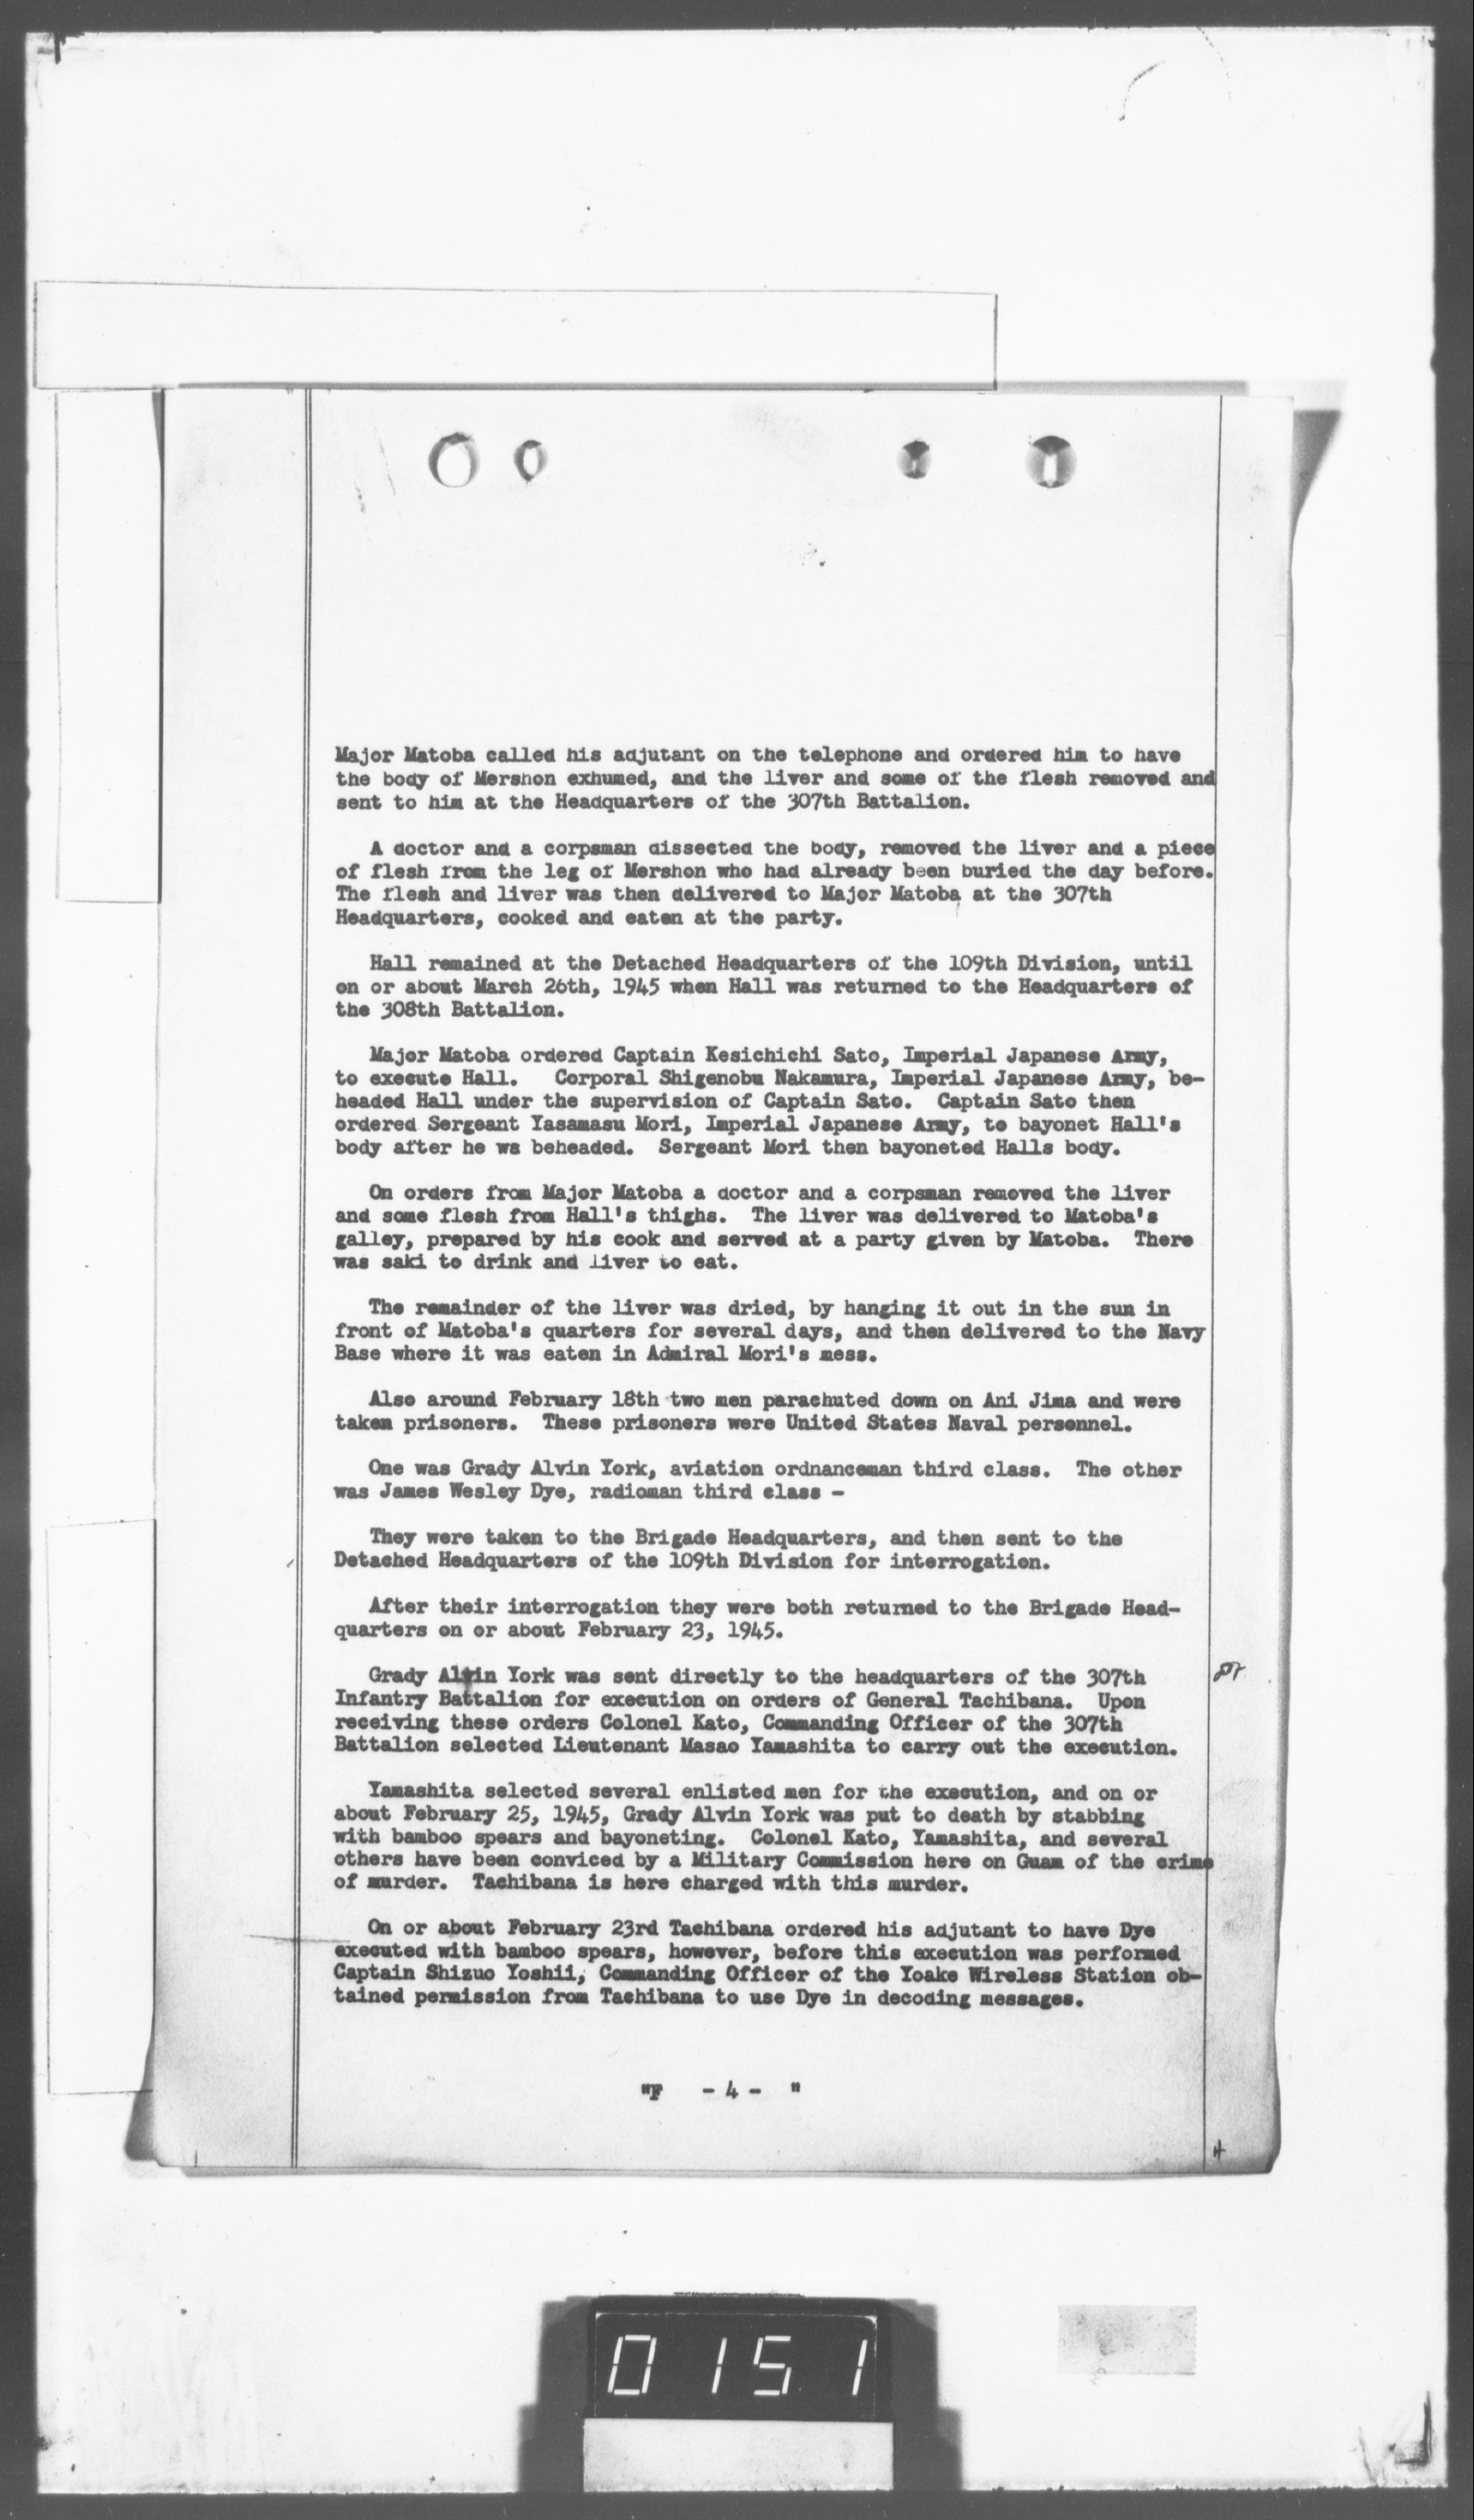 Major Matoba called his adjutant on the telephone and ordered him to have
the body of Mershon exhumed, and the liver and some of the flesh removed and
sent to him at the Headquarters of the 307th Battalion.
A doctor and a corpsman dissected the body, removed the liver and a piece
of flesh from the leg of Mershon who had already been buried the day before.
The flesh and liver was then delivered to Major Matoba at the 307th
Headquarters, cooked and eaten at the party.
Hall remained at the Detached Headquarters of the 109th Division, until
on or about March 26th, 1945 when Hall was returned to the Headquarters of
the 308th Battalion.
Major Matoba ordered Captain Kesichichi Sato, Imperial Japanese Army,
to execute Hall. Corporal Shigenobu Nakamura, Imperial Japanese Army, be-
headed Hall under the supervision of Captain Sato. Captain Sato then
ordered Sergeant Yasamasu Mori, Imperial Japanese Army, to bayonet Hall's
body after he ws beheaded. Sergeant Mori then bayoneted Halls body.
On orders from Major Matoba a doctor and a corpsman removed the liver
and some flesh from Hall's thighs. The liver was delivered to Matoba's
galley, prepared by his cook and served at a party given by Matoba. There
was saki to drink and liver to eat.
The remainder of the liver was dried, by hanging it out in the sun in
front of Matoba's quarters for several days, and then delivered to the Navy
Base where it was eaten in Admiral Mori's mess.
Also around February 18th two men parachuted down on Ani Jima and were
taken prisoners. These prisoners were United States Naval personnel.
One was Grady Alvin York, aviation ordnanceman third class. The other
was James Wesley Dye, radioman third class -
They were taken to the Brigade Headquarters, and then sent to the
Detached Headquarters of the 109th Division for interrogation.
After their interrogation they were both returned to the Brigade Head-
quarters on or about February 23, 1945.
Grady Alvin York was sent directly to the headquarters of the 307th
Infantry Battalion for execution on orders of General Tachibana. Upon
receiving these orders Colonel Kato, Commanding Officer of the 307th
Battalion selected Lieutenant Masao Yamashita to carry out the execution.
Yamashita selected several enlisted men for the execution, and on or
about February 25, 1945, Grady Alvin York was put to death by stabbing
with bamboo spears and bayoneting. Colonel Kato, Yamashita, and several
others have been conviced by a Military Commission here on Guam of the crime
of murder. Tachibana is here charged with this murder.
On or about February 23rd Tachibana ordered his adjutant to have Dye
executed with bamboo spears, however, before this execution was performed
Captain Shizuo Yoshii, Commanding Officer of the Yoake Wireless Station ob-
tained permission from Tachibana to use Dye in decoding messages.
"F - 4 - "
0151